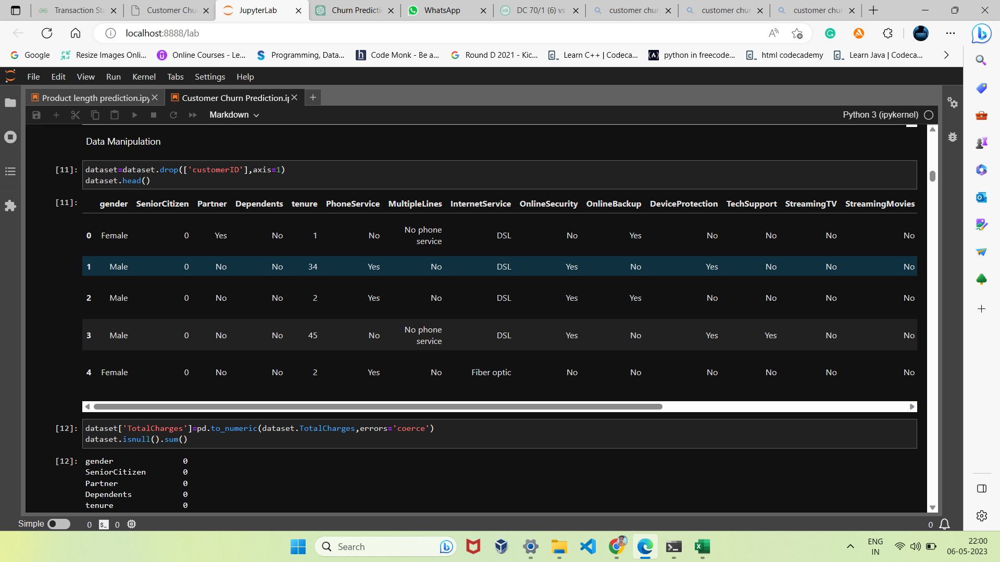 Transaction Sta
Customer Chur
JupyterLab
Churn Predicti
WhatsApp
DC 70/1 (6) vs
customer chur
customer chur
customer chur
localhost:8888/lab
Google
Resize Images Onli...
Online Courses - Le...
Programming, Data...
Code Monk - Be a...
Round D 2021 - Kic...
Learn C++ | Codeca...
python in freecode...
html codecademy
Learn Java | Codeca...
File Edit View Run Kernel Tabs Settings Help
Product length prediction.ipy
Customer Churn Prediction.ip
Markdown
Python 3 (ipykernel)
Data Manipulation
[11]: dataset=dataset.drop(['customerID'],axis=1)
dataset.head()
[11]: gender SeniorCitizen Partner Dependents tenure PhoneService MultipleLines InternetService OnlineSecurity OnlineBackup DeviceProtection TechSupport StreamingTV StreamingMovies
0 Female 0 Yes No 1 No No phone service DSL No Yes No No No No
1 Male 0 No No 34 Yes No DSL Yes No Yes No No No
2 Male 0 No No 2 Yes No DSL Yes Yes No No No No
3 Male 0 No No 45 No No phone service DSL Yes No Yes Yes No No
4 Female 0 No No 2 Yes No Fiber optic No No No No No No
[12]: dataset['TotalCharges']=pd.to_numeric(dataset.TotalCharges,errors='coerce')
dataset.isnull().sum()
[12]: gender 0
SeniorCitizen 0
Partner 0
Dependents 0
tenure 0
Simple 0 $_ 0
0
Search
ENG
IN
22:00
06-05-2023